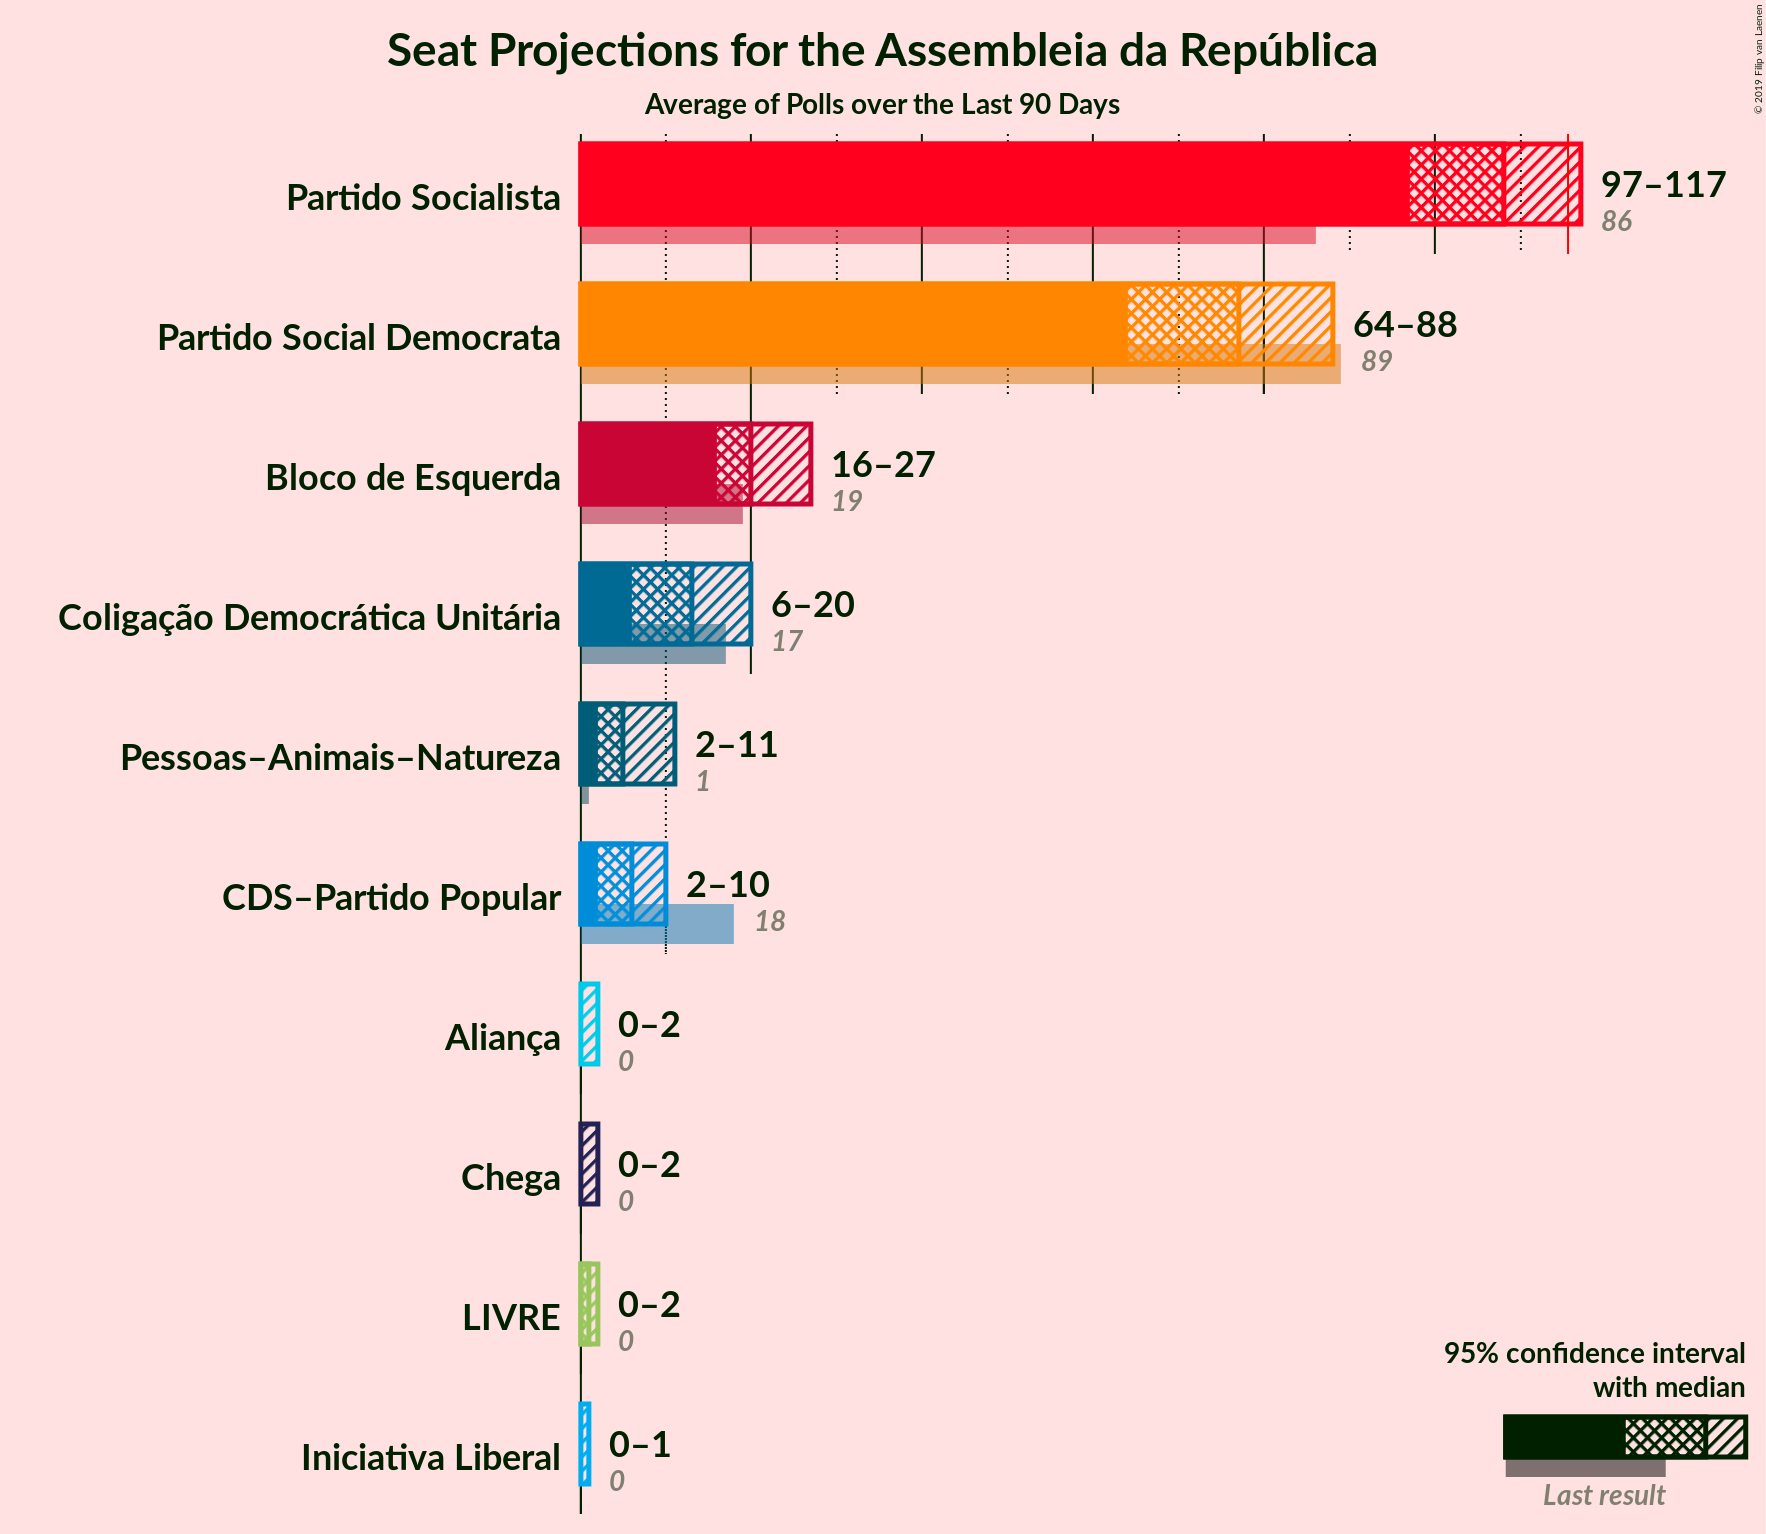 Seat Projections for the Assembleia da República
Average of Polls over the Last 90 Days
© 2019 Filip van Laenen
Partido Socialista
97–117
86
Partido Social Democrata
64–88
89
Bloco de Esquerda
16–27
19
Coligação Democrática Unitária
6–20
17
Pessoas–Animais–Natureza
2–11
1
CDS–Partido Popular
2–10
18
Aliança
0–2
0
Chega
0–2
0
LIVRE
0–2
0
Iniciativa Liberal
0–1
0
95% confidence interval
with median
Last result